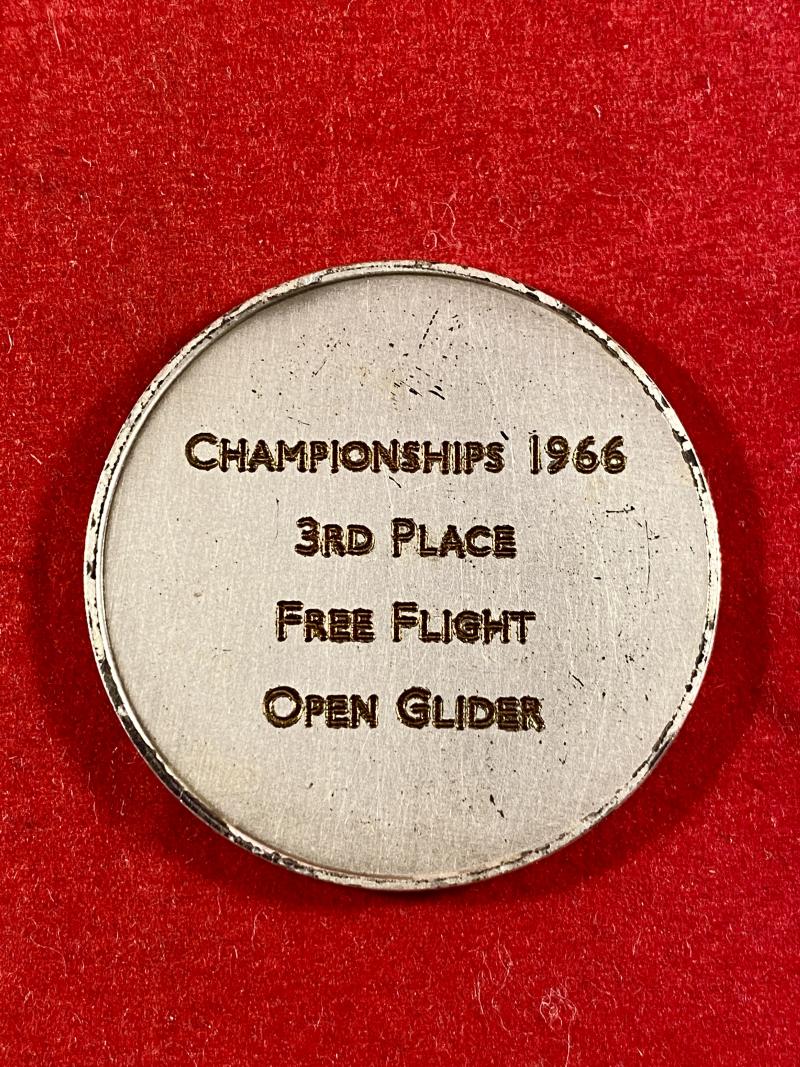 CHAMPIONSHIPS 1966
3RD PLACE
FREE FLIGHT
OPEN GLIDER